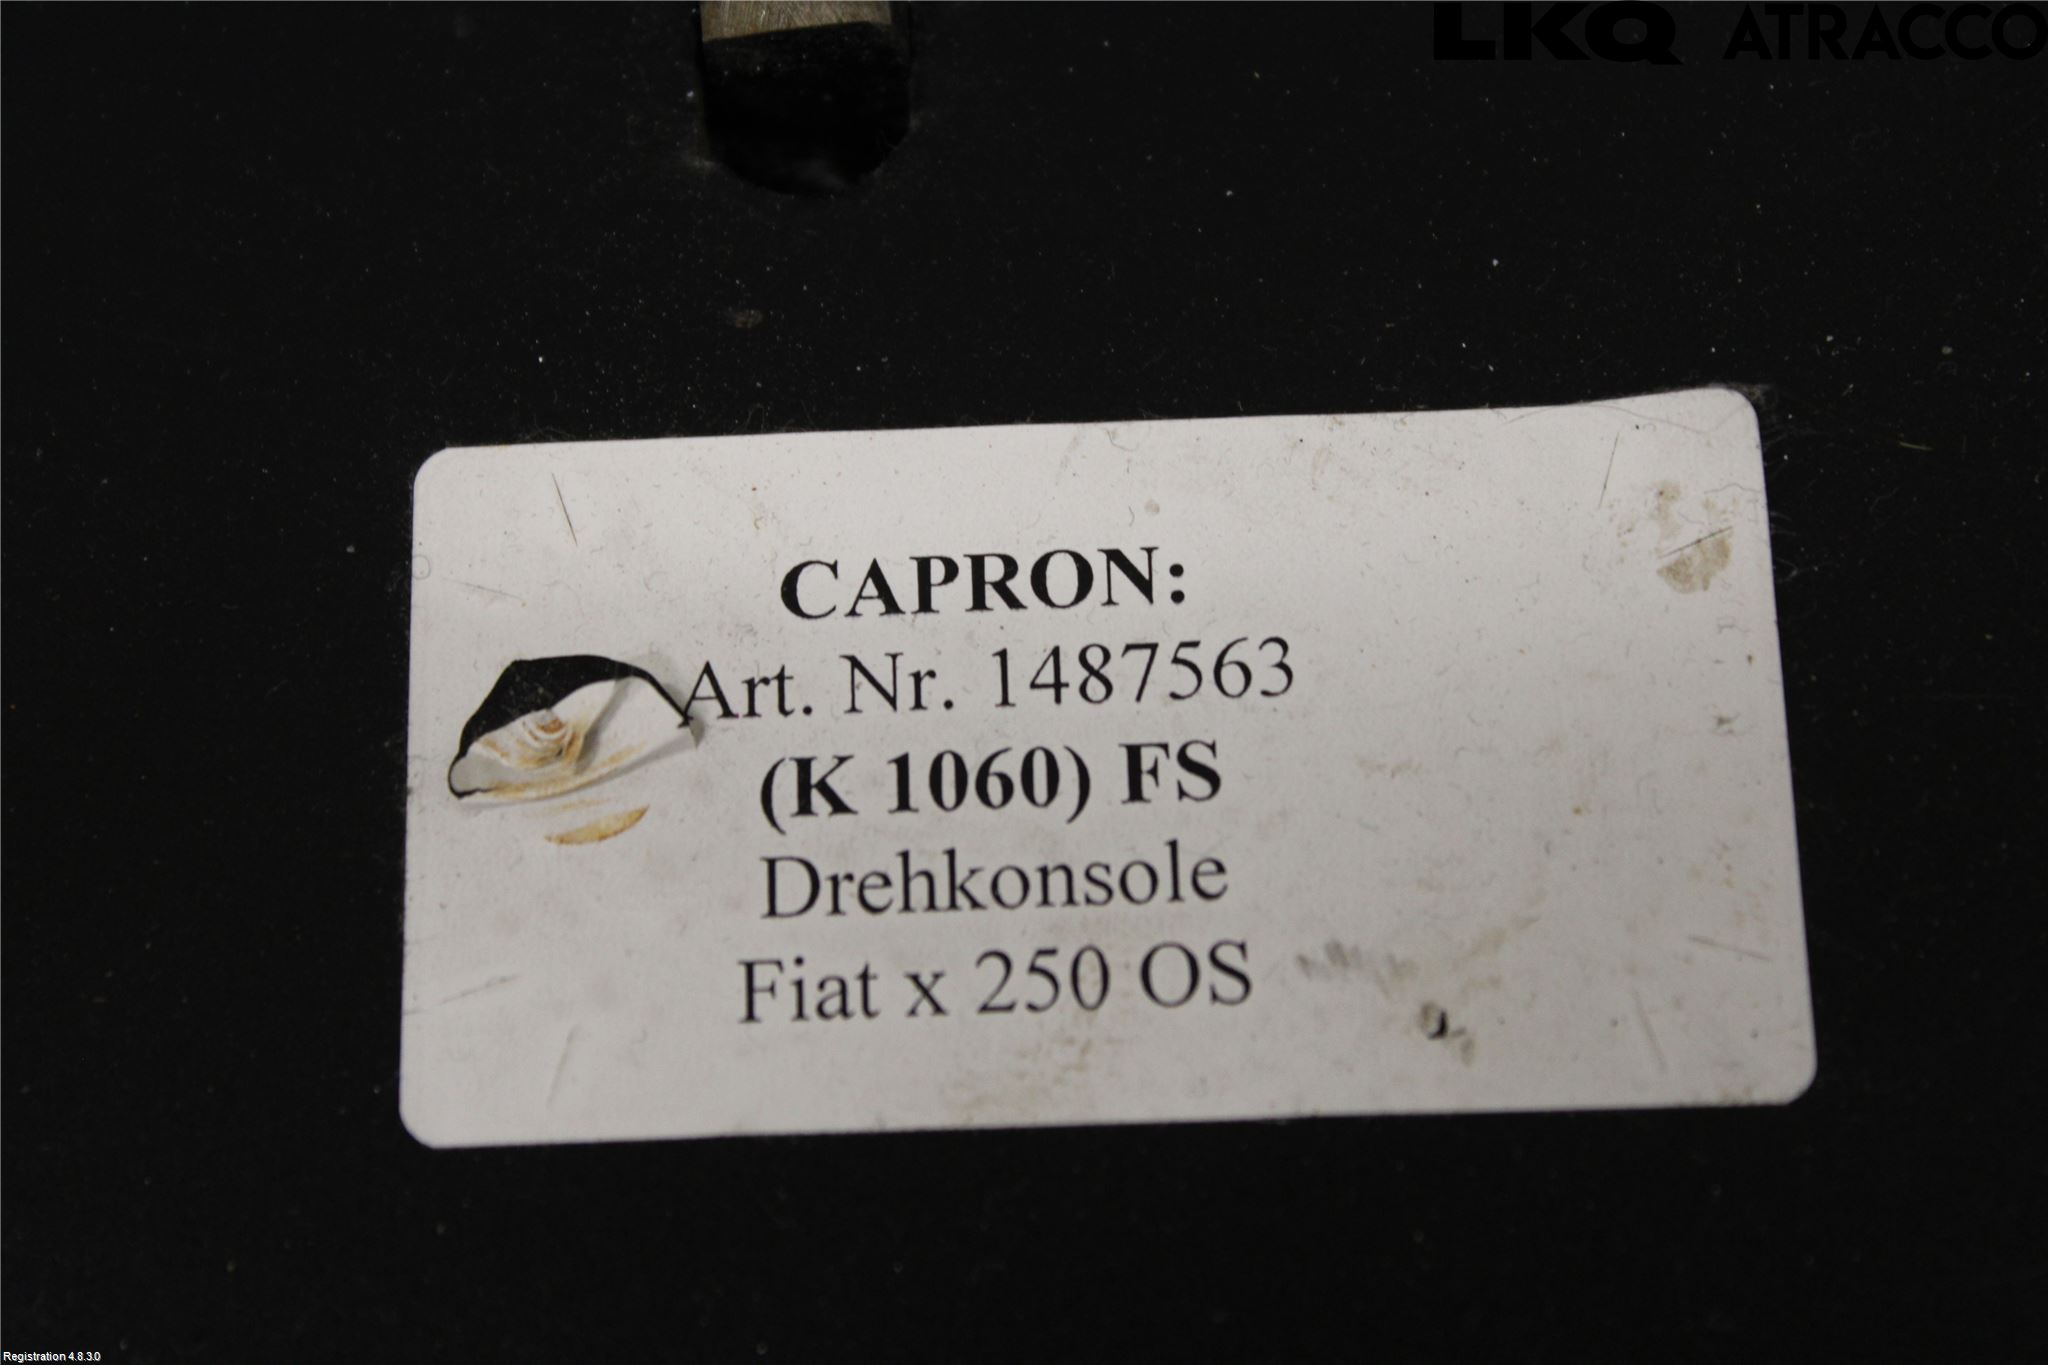 LKQ ATRACCO
CAPRON:
Art. Nr. 1487563
(K 1060) FS
Drehkonsole
Fiat x 250 OS
Registration 4.8.3.0